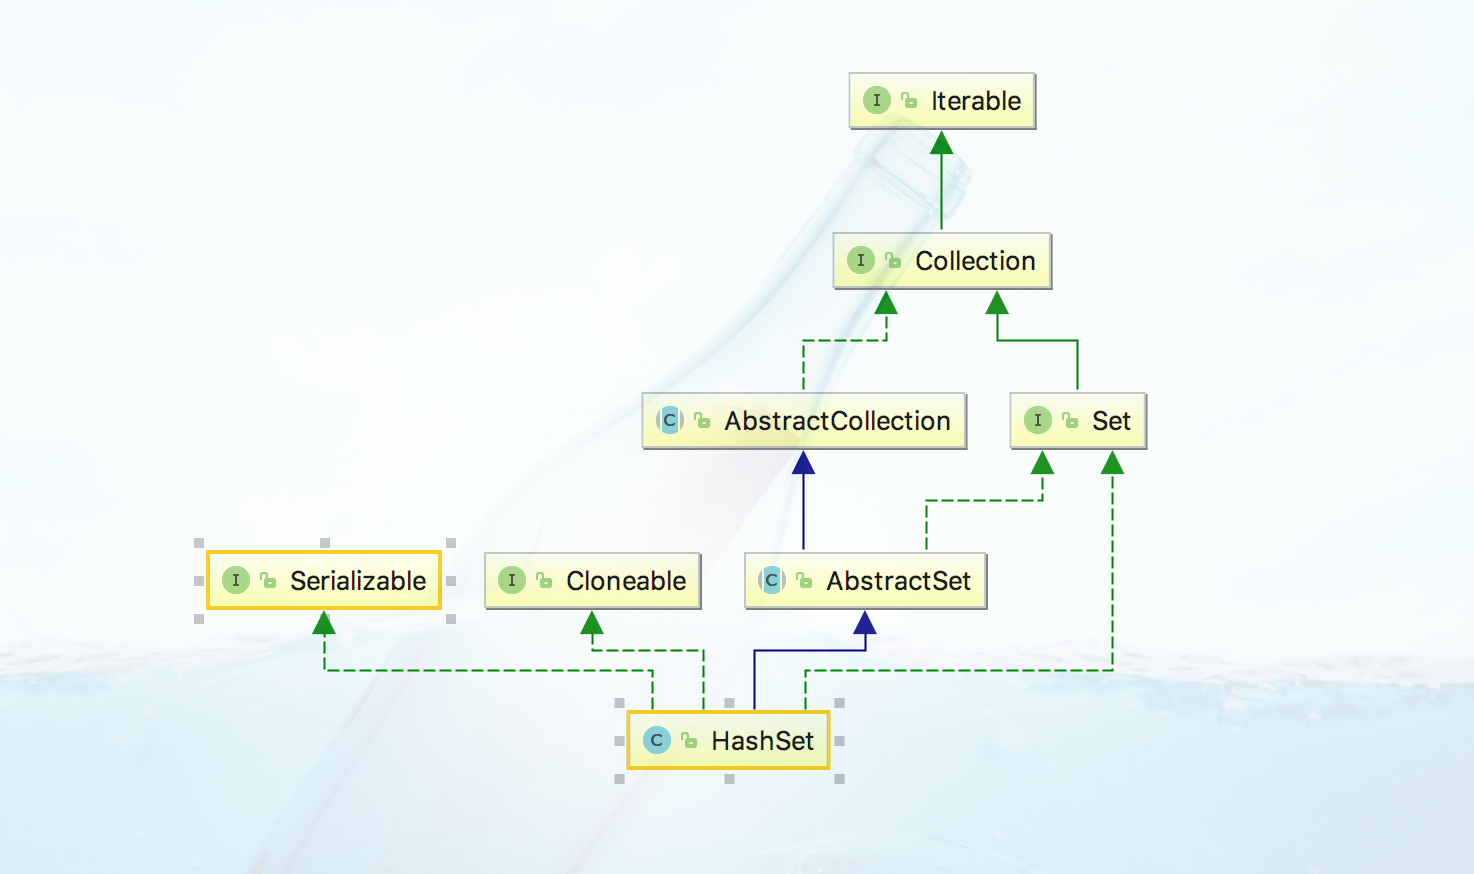 I Iterable
I Collection
C AbstractCollection
I Set
I Serializable
I Cloneable
C AbstractSet
C HashSet